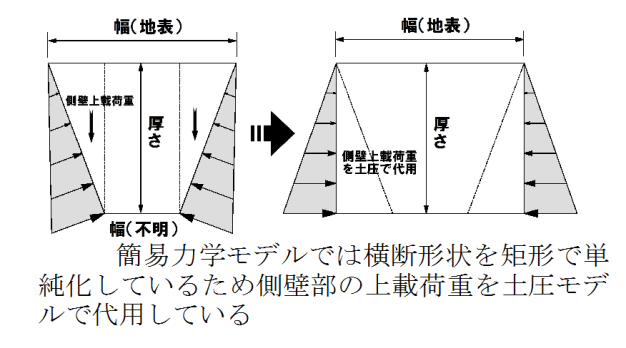 幅(地表)
側壁上載荷重
厚さ
幅(不明)
幅(地表)
厚さ
側壁上載荷重
を土圧で代用
簡易力学モデルでは横断形状を矩形で単
純化しているため側壁部の上載荷重を土圧モデ
ルで代用している